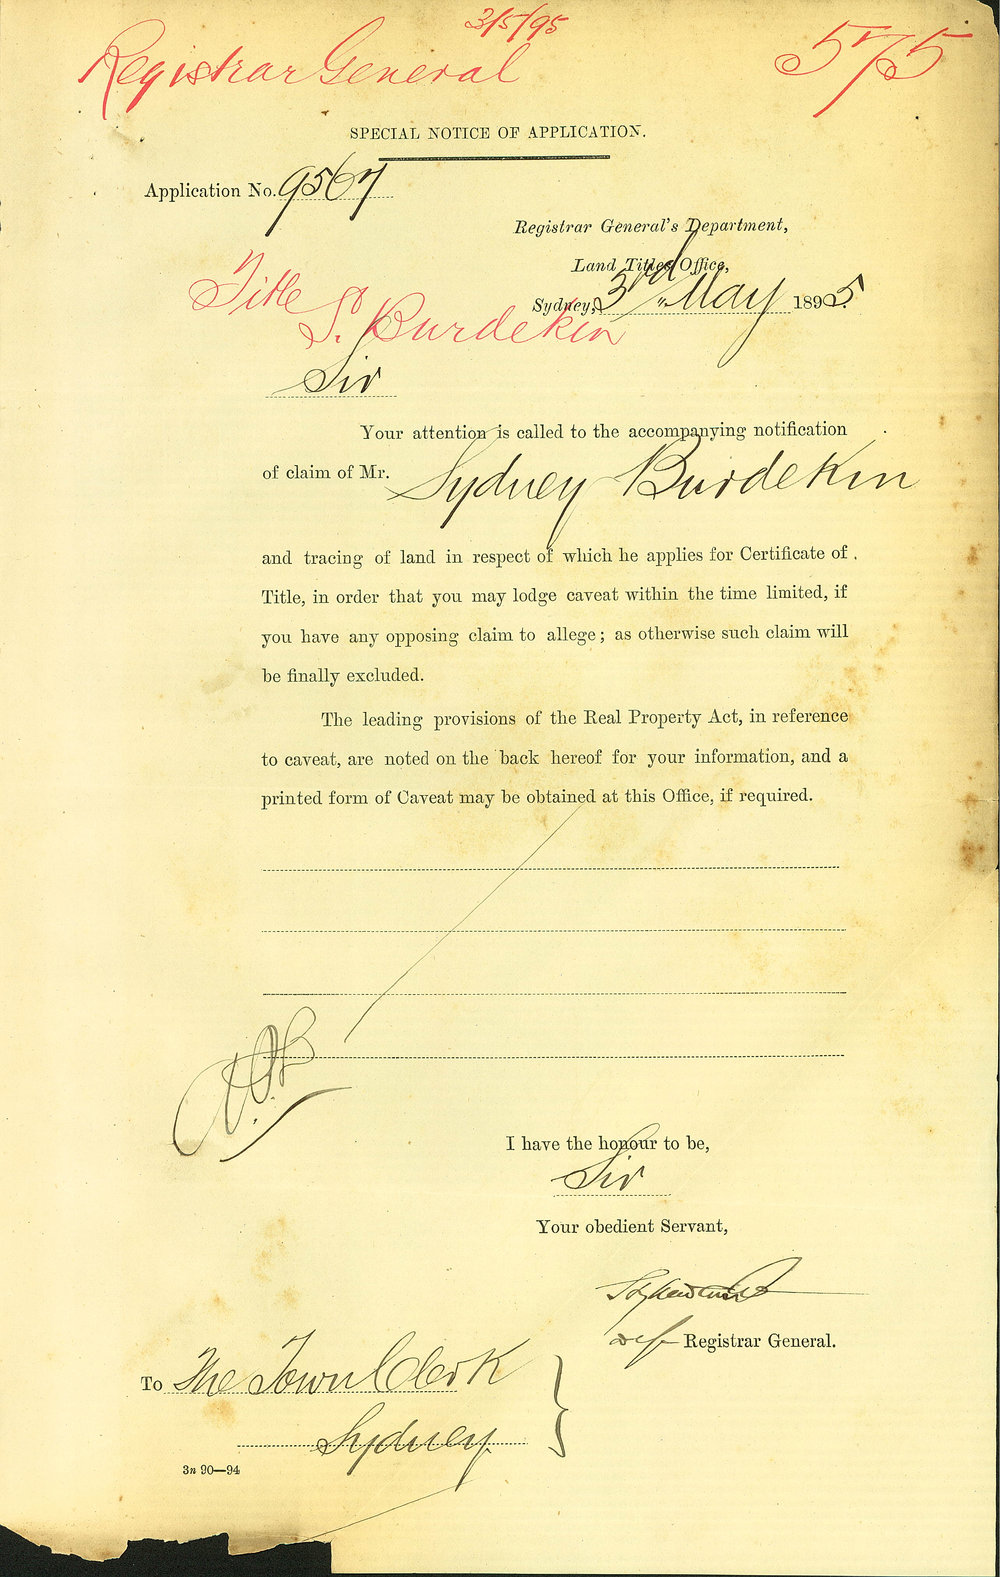 3/5/95
Registrar General 575
SPECIAL NOTICE OF APPLICATION.
Application No. 9567
Registrar General's Department,
Land Titles Office,
Sydney, 3rd May 1895.
Title
S. Burdekin
Sir
Your attention is called to the accompanying notification
of claim of Mr. Sydney Burdekin
and tracing of land in respect of which he applies for Certificate of
Title, in order that you may lodge caveat within the time limited, if
you have any opposing claim to allege; as otherwise such claim will
be finally excluded.
The leading provisions of the Real Property Act, in reference
to caveat, are noted on the back hereof for your information, and a
printed form of Caveat may be obtained at this Office, if required.
I have the honour to be,
Sir
Your obedient Servant,
Registrar General.
To The Town Clerk
Sydney
3n 90—94